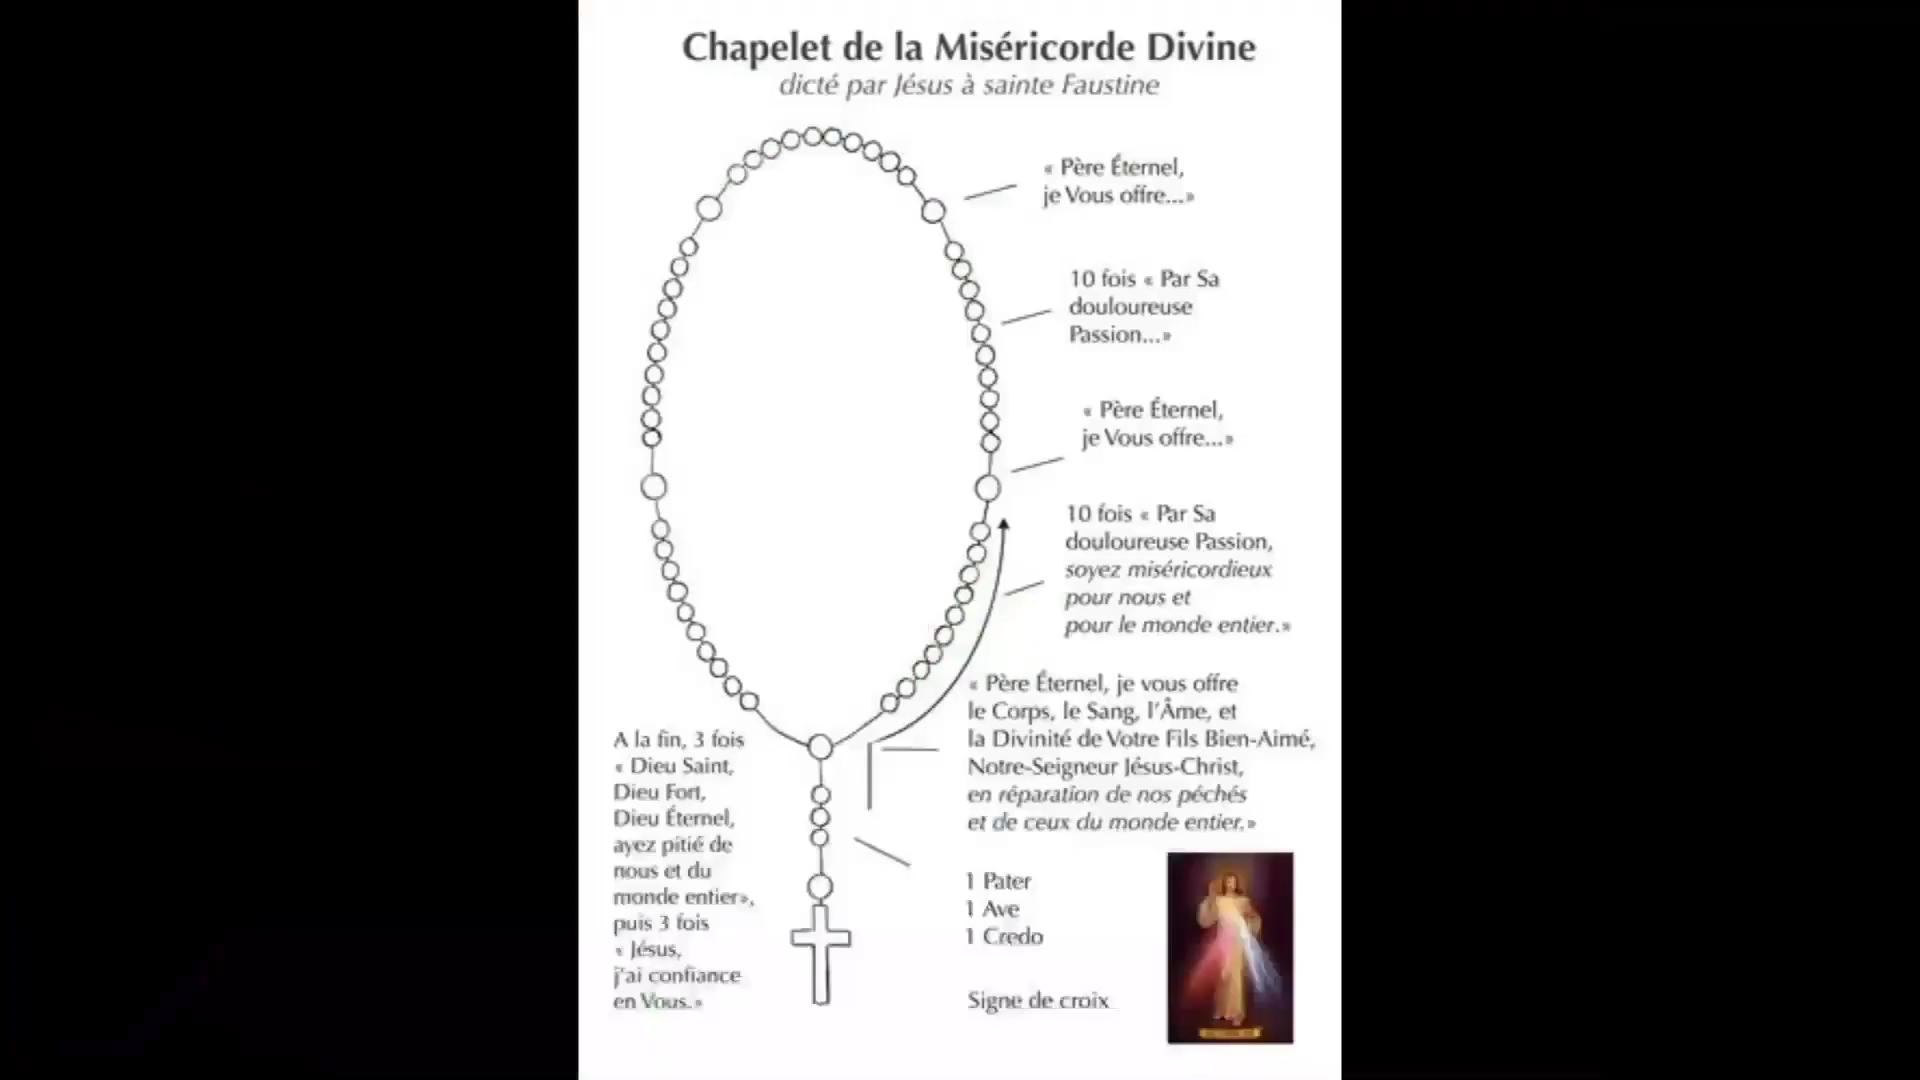 Chapelet de la Miséricorde Divine
dicté par Jésus à sainte Faustine
« Père Éternel,
je Vous offre...»
10 fois « Par Sa
douloureuse
Passion...»
« Père Éternel,
je Vous offre...»
10 fois « Par Sa
douloureuse Passion,
soyez miséricordieux
pour nous et
pour le monde entier.»
« Père Éternel, je vous offre
le Corps, le Sang, l'Âme, et
la Divinité de Votre Fils Bien-Aimé,
Notre-Seigneur Jésus-Christ,
en réparation de nos péchés
et de ceux du monde entier.»
1 Pater
1 Ave
1 Credo
Signe de croix
A la fin, 3 fois
« Dieu Saint,
Dieu Fort,
Dieu Éternel,
ayez pitié de
nous et du
monde entier»,
puis 3 fois
« Jésus,
j'ai confiance
en Vous.»